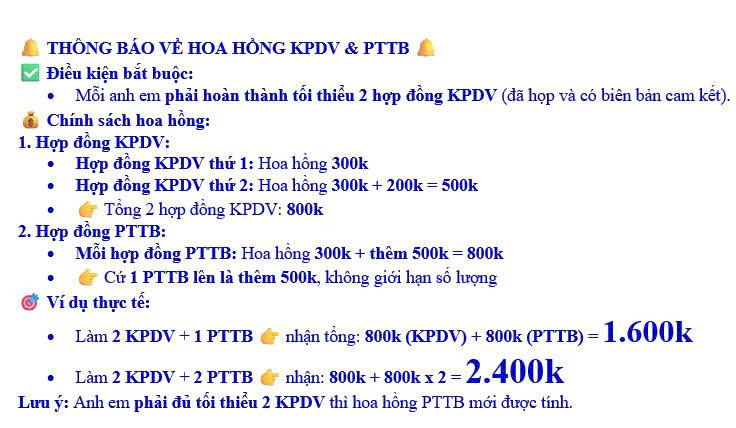 🔔 THÔNG BÁO VỀ HOA HỒNG KPDV & PTTB 🔔
✅ Điều kiện bắt buộc:
• Mỗi anh em phải hoàn thành tối thiểu 2 hợp đồng KPDV (đã họp và có biên bản cam kết).
💰 Chính sách hoa hồng:
1. Hợp đồng KPDV:
• Hợp đồng KPDV thứ 1: Hoa hồng 300k
• Hợp đồng KPDV thứ 2: Hoa hồng 300k + 200k = 500k
• 👉 Tổng 2 hợp đồng KPDV: 800k
2. Hợp đồng PTTB:
• Mỗi hợp đồng PTTB: Hoa hồng 300k + thêm 500k = 800k
• 👉 Cứ 1 PTTB lên là thêm 500k, không giới hạn số lượng
🎯 Ví dụ thực tế:
• Làm 2 KPDV + 1 PTTB 👉 nhận tổng: 800k (KPDV) + 800k (PTTB) = 1.600k
• Làm 2 KPDV + 2 PTTB 👉 nhận: 800k + 800k x 2 = 2.400k
Lưu ý: Anh em phải đủ tối thiểu 2 KPDV thì hoa hồng PTTB mới được tính.